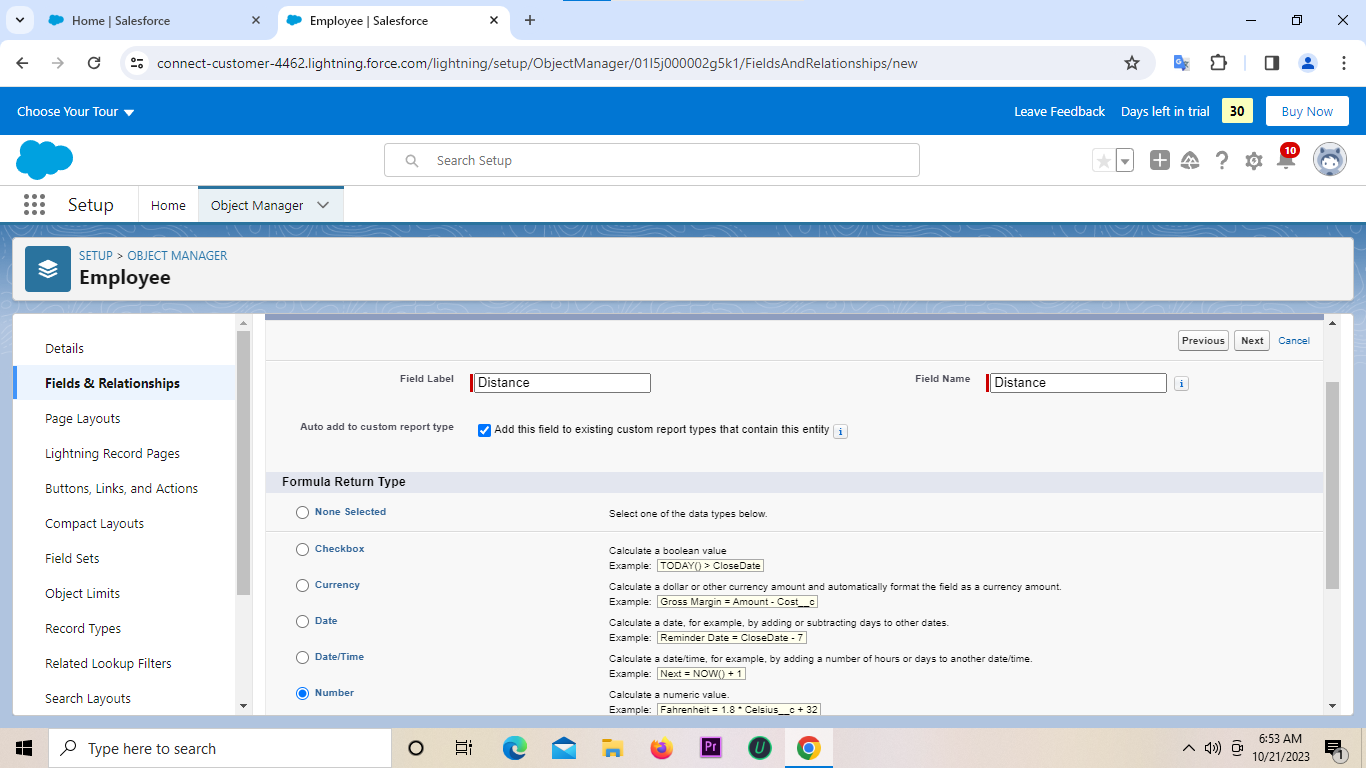 Home | Salesforce
Employee | Salesforce
connect-customer-4462.lightning.force.com/lightning/setup/ObjectManager/01I5j000002g5k1/FieldsAndRelationships/new
Choose Your Tour
Leave Feedback
Days left in trial
30
Buy Now
Search Setup
10
Setup
Home
Object Manager
SETUP > OBJECT MANAGER
Employee
Details
Fields & Relationships
Page Layouts
Lightning Record Pages
Buttons, Links, and Actions
Compact Layouts
Field Sets
Object Limits
Record Types
Related Lookup Filters
Search Layouts
Previous
Next
Cancel
Field Label
Distance
Field Name
Distance
i
Auto add to custom report type
Add this field to existing custom report types that contain this entity
i
Formula Return Type
None Selected
Select one of the data types below.
Checkbox
Calculate a boolean value
Example: TODAY() > CloseDate
Currency
Calculate a dollar or other currency amount and automatically format the field as a currency amount.
Example: Gross Margin = Amount - Cost__c
Date
Calculate a date, for example, by adding or subtracting days to other dates.
Example: Reminder Date = CloseDate - 7
Date/Time
Calculate a date/time, for example, by adding a number of hours or days to another date/time.
Example: Next = NOW() + 1
Number
Calculate a numeric value.
Example: Fahrenheit = 1.8 * Celsius__c + 32
Type here to search
Pr
U
6:53 AM
10/21/2023
1